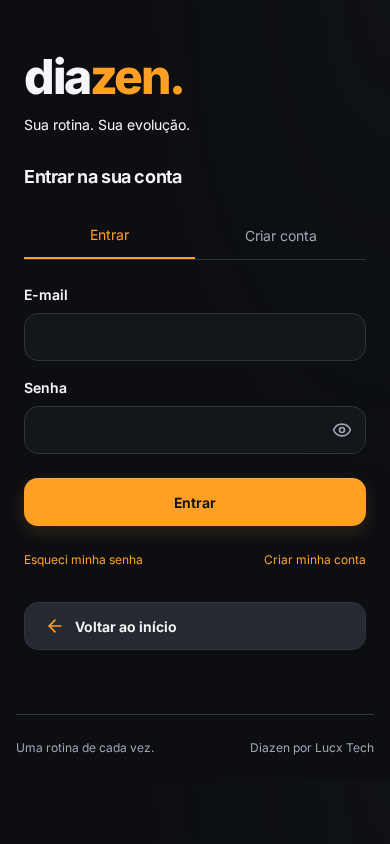 diazen.
Sua rotina. Sua evolução.
Entrar na sua conta
Entrar
Criar conta
E-mail
Senha
Entrar
Esqueci minha senha
Criar minha conta
Voltar ao início
Uma rotina de cada vez.
Diazen por Lucx Tech